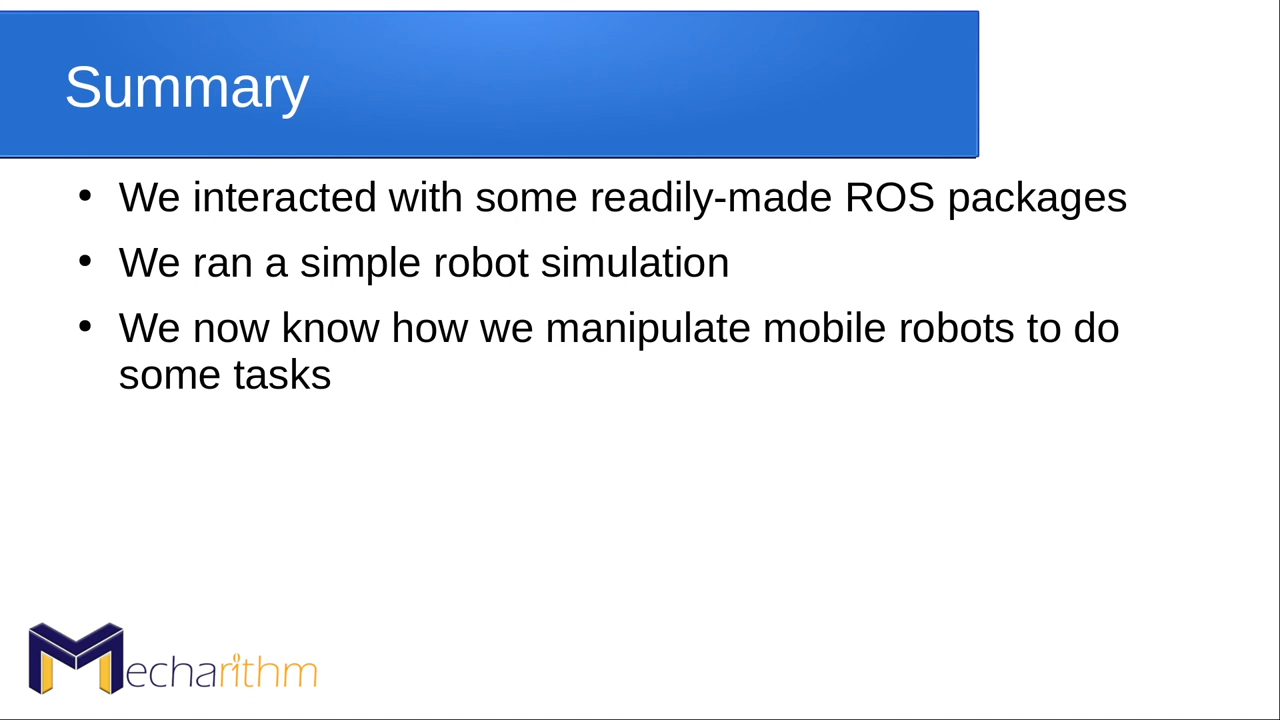 Summary
• We interacted with some readily-made ROS packages
• We ran a simple robot simulation
• We now know how we manipulate mobile robots to do
some tasks
Mecharithm